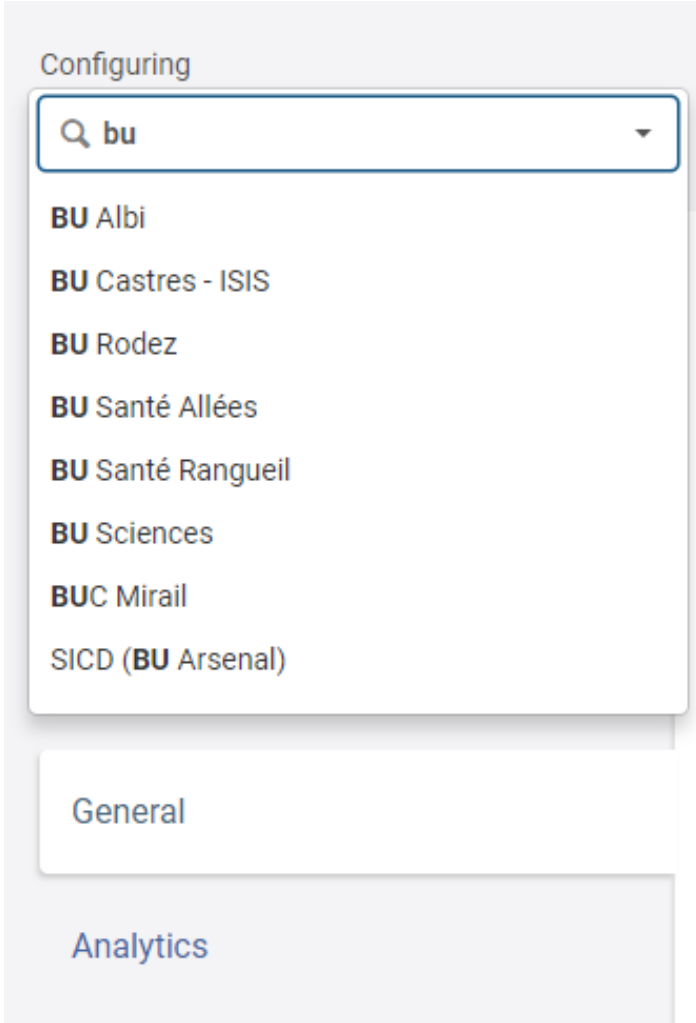 Configuring
bu
BU Albi
BU Castres - ISIS
BU Rodez
BU Santé Allées
BU Santé Rangueil
BU Sciences
BUC Mirail
SICD (BU Arsenal)
General
Analytics